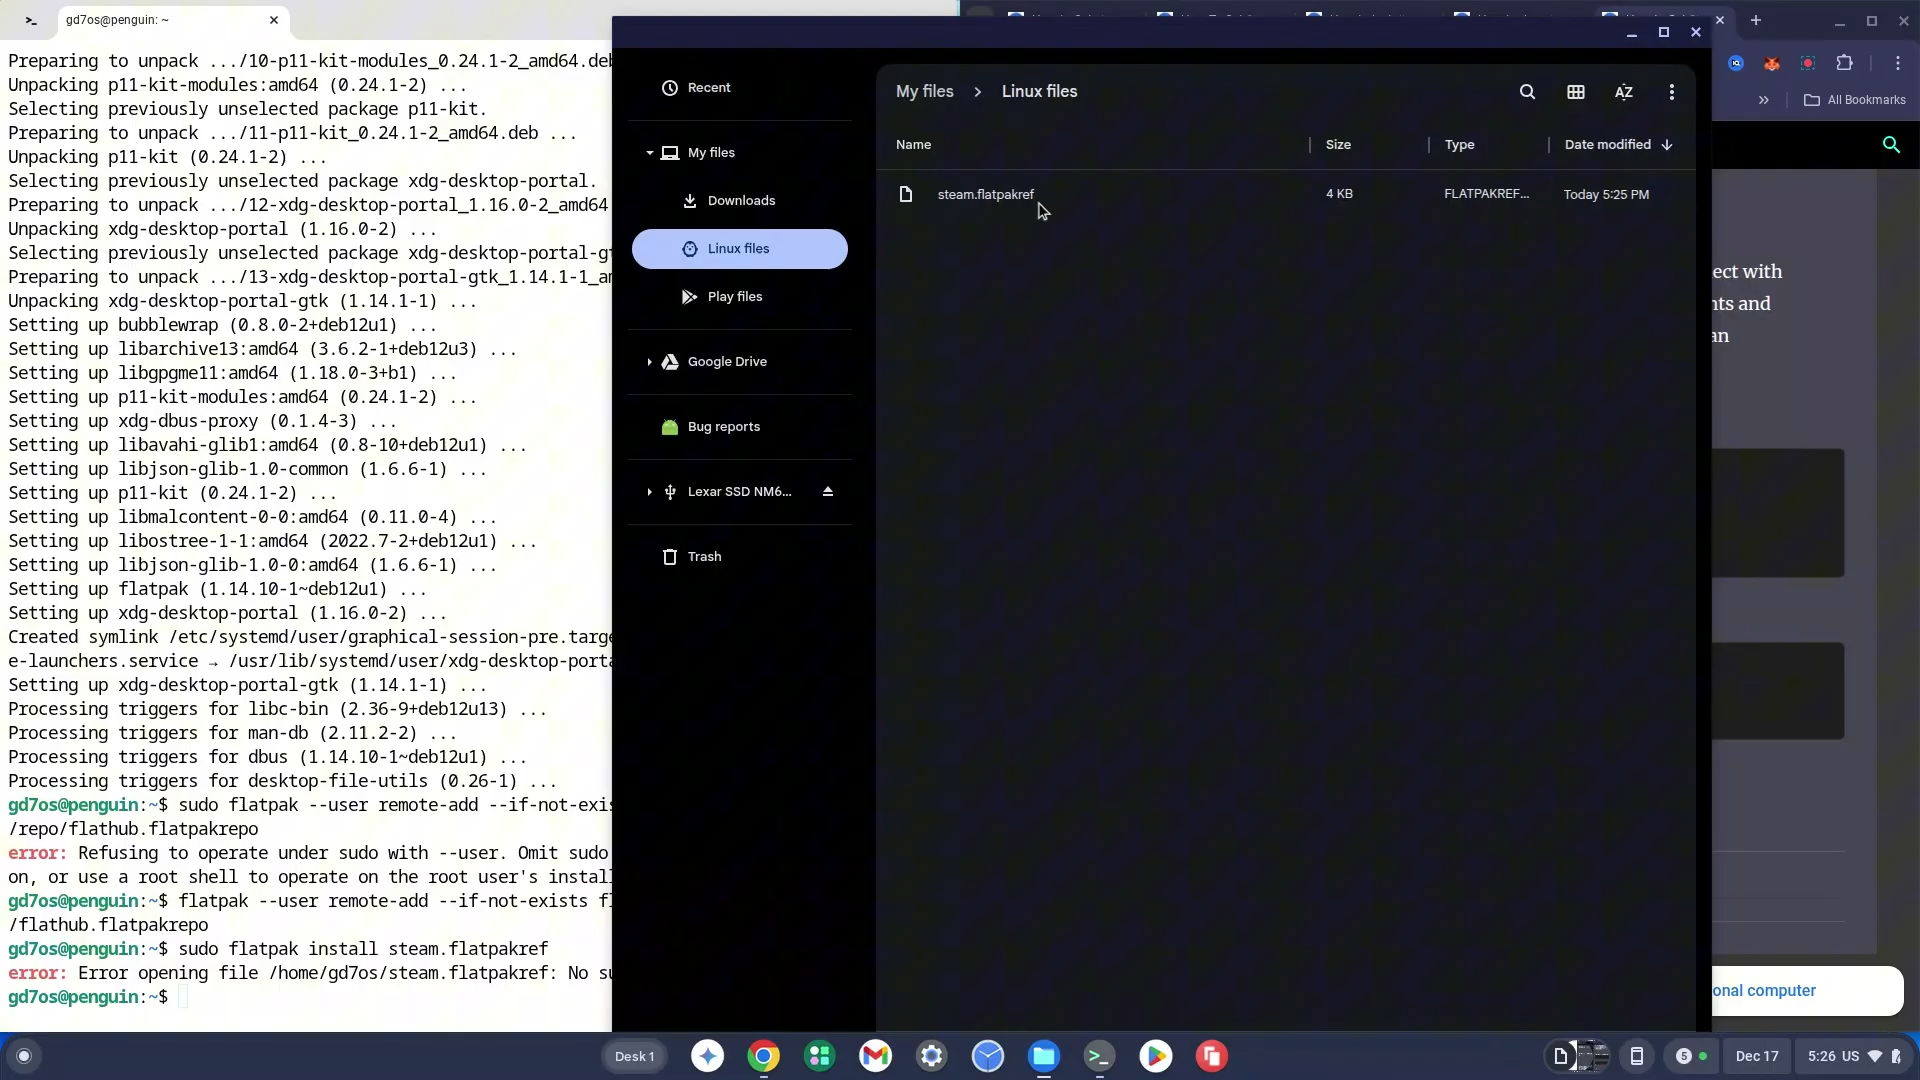 gd7os@penguin: ~
Preparing to unpack .../10-p11-kit-modules_0.24.1-2_amd64.deb
Unpacking p11-kit-modules:amd64 (0.24.1-2) ...
Selecting previously unselected package p11-kit.
Preparing to unpack .../11-p11-kit_0.24.1-2_amd64.deb ...
Unpacking p11-kit (0.24.1-2) ...
Selecting previously unselected package xdg-desktop-portal.
Preparing to unpack .../12-xdg-desktop-portal_1.16.0-2_amd64
Unpacking xdg-desktop-portal (1.16.0-2) ...
Selecting previously unselected package xdg-desktop-portal-gt
Preparing to unpack .../13-xdg-desktop-portal-gtk_1.14.1-1_am
Unpacking xdg-desktop-portal-gtk (1.14.1-1) ...
Setting up bubblewrap (0.8.0-2+deb12u1) ...
Setting up libarchive13:amd64 (3.6.2-1+deb12u3) ...
Setting up libgpgme11:amd64 (1.18.0-3+b1) ...
Setting up p11-kit-modules:amd64 (0.24.1-2) ...
Setting up xdg-dbus-proxy (0.1.4-3) ...
Setting up libavahi-glib1:amd64 (0.8-10+deb12u1) ...
Setting up libjson-glib-1.0-common (1.6.6-1) ...
Setting up p11-kit (0.24.1-2) ...
Setting up libmalcontent-0-0:amd64 (0.11.0-4) ...
Setting up libostree-1-1:amd64 (2022.7-2+deb12u1) ...
Setting up libjson-glib-1.0-0:amd64 (1.6.6-1) ...
Setting up flatpak (1.14.10-1~deb12u1) ...
Setting up xdg-desktop-portal (1.16.0-2) ...
Created symlink /etc/systemd/user/graphical-session-pre.targe
e-launchers.service → /usr/lib/systemd/user/xdg-desktop-porta
Setting up xdg-desktop-portal-gtk (1.14.1-1) ...
Processing triggers for libc-bin (2.36-9+deb12u13) ...
Processing triggers for man-db (2.11.2-2) ...
Processing triggers for dbus (1.14.10-1~deb12u1) ...
Processing triggers for desktop-file-utils (0.26-1) ...
gd7os@penguin:~$ sudo flatpak --user remote-add --if-not-exis
/repo/flathub.flatpakrepo
error: Refusing to operate under sudo with --user. Omit sudo
on, or use a root shell to operate on the root user's install
gd7os@penguin:~$ flatpak --user remote-add --if-not-exists fl
/flathub.flatpakrepo
gd7os@penguin:~$ sudo flatpak install steam.flatpakref
error: Error opening file /home/gd7os/steam.flatpakref: No su
gd7os@penguin:~$
Recent
My files
Downloads
Linux files
Play files
Google Drive
Bug reports
Lexar SSD NM6...
Trash
My files > Linux files
AZ
Name Size Type Date modified
steam.flatpakref 4 KB FLATPAKREF... Today 5:25 PM
All Bookmarks
ect with
nts and
an
onal computer
Desk 1
5
Dec 17
5:26 US